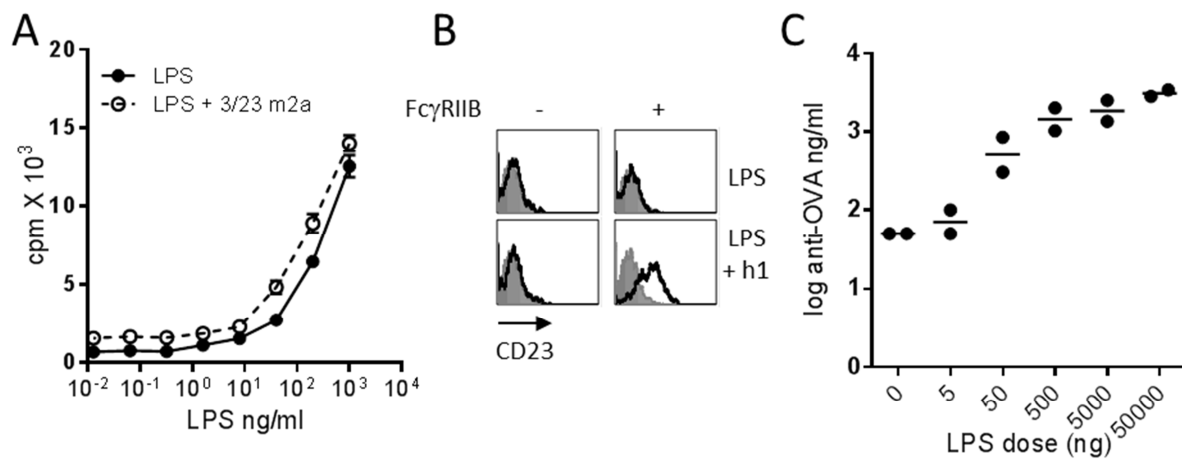 A
20
15
10
5
0
cpm X 10³
LPS
LPS + 3/23 m2a
10⁻² 10⁻¹ 10⁰ 10¹ 10² 10³ 10⁴
LPS ng/ml
B
FcγRIIB - +
LPS
LPS
+ h1
CD23
C
4
3
2
1
0
log anti-OVA ng/ml
0 5 50 500 5000 50000
LPS dose (ng)